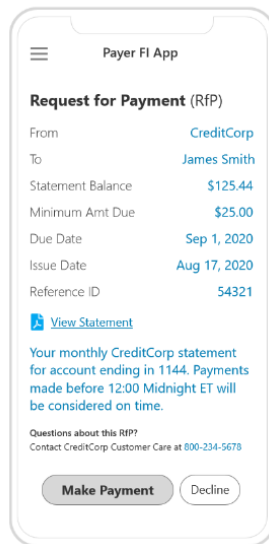 Payer FI App
Request for Payment (RfP)
From CreditCorp
To James Smith
Statement Balance $125.44
Minimum Amt Due $25.00
Due Date Sep 1, 2020
Issue Date Aug 17, 2020
Reference ID 54321
View Statement
Your monthly CreditCorp statement
for account ending in 1144. Payments
made before 12:00 Midnight ET will
be considered on time.
Questions about this RfP?
Contact CreditCorp Customer Care at 800-234-5678
Make Payment Decline